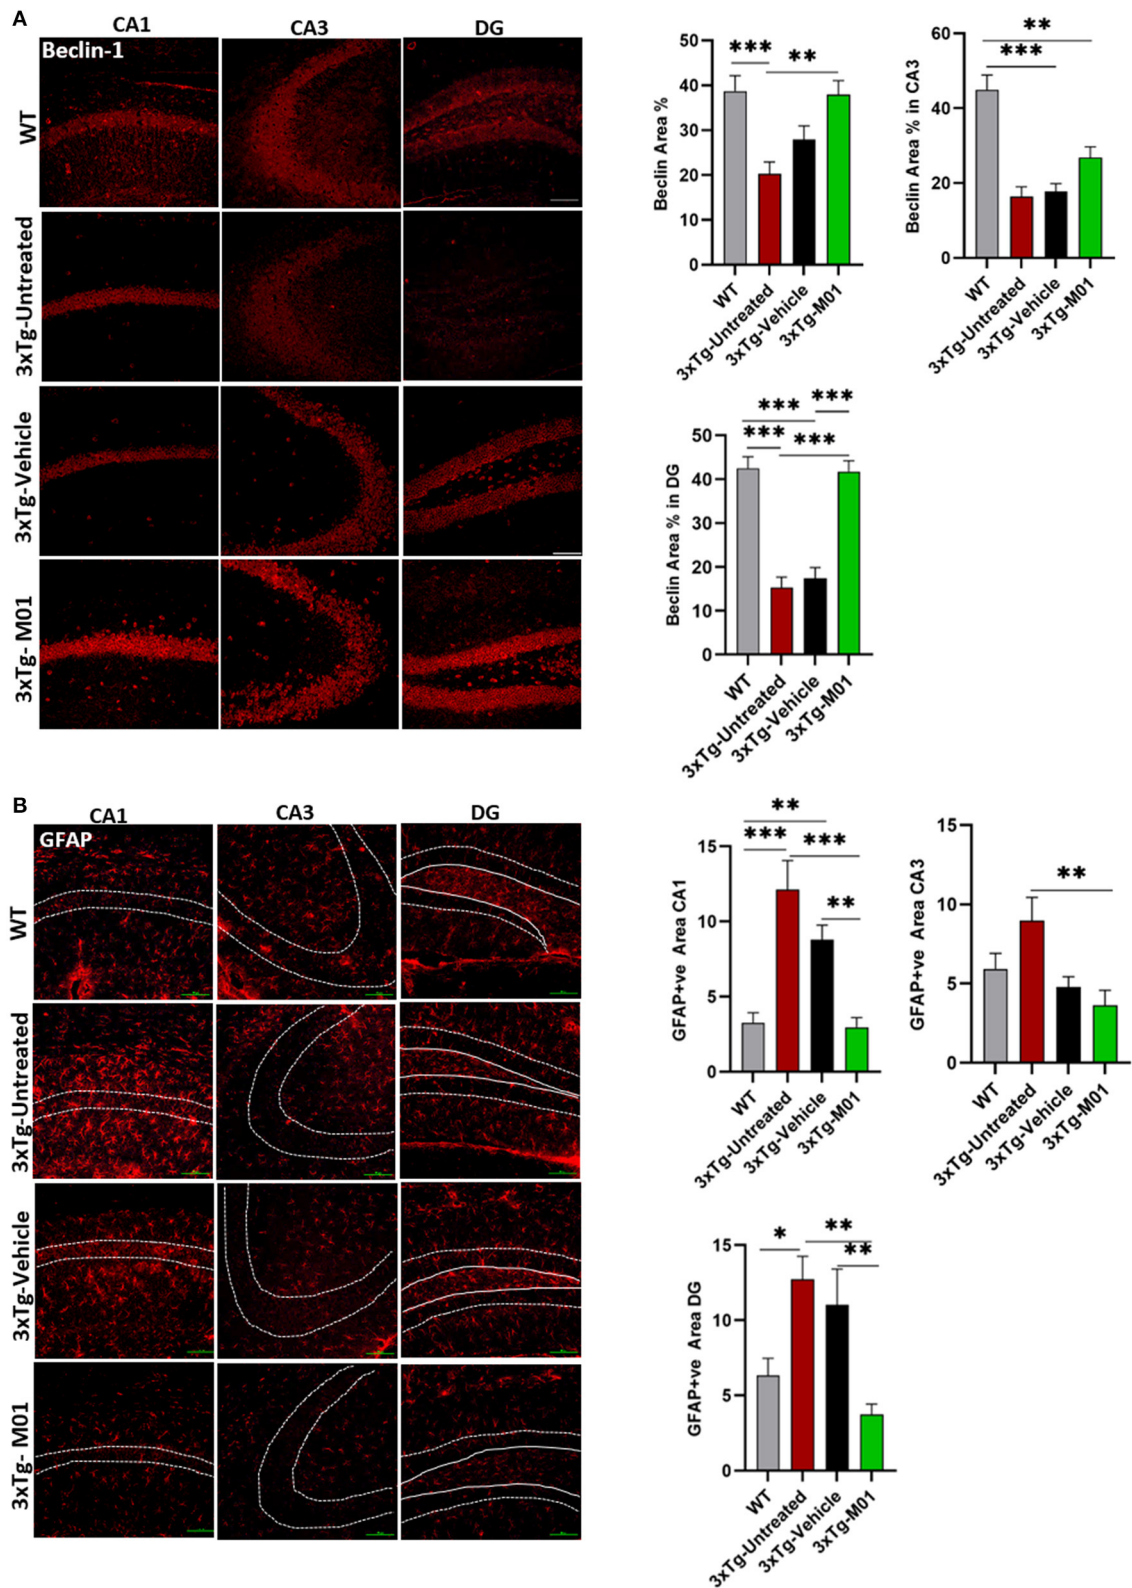 A
CA1
CA3
DG
Beclin-1
WT
3xTg-Untreated
3xTg-Vehicle
3xTg- M01
Beclin Area %
50
40
30
20
10
0
***
**
WT
3xTg-Untreated
3xTg-Vehicle
3xTg-M01
Beclin Area % in CA3
60
40
20
0
**
***
WT
3xTg-Untreated
3xTg-Vehicle
3xTg-M01
Beclin Area % in DG
50
40
30
20
10
0
***
***
***
***
WT
3xTg-Untreated
3xTg-Vehicle
3xTg-M01
B
CA1
CA3
DG
GFAP
WT
3xTg-Untreated
3xTg-Vehicle
3xTg- M01
GFAP+ve Area CA1
15
10
5
0
**
***
***
**
WT
3xTg-Untreated
3xTg-Vehicle
3xTg-M01
GFAP+ve Area CA3
15
10
5
0
**
WT
3xTg-Untreated
3xTg-Vehicle
3xTg-M01
GFAP+ve Area DG
15
10
5
0
*
**
**
WT
3xTg-Untreated
3xTg-Vehicle
3xTg-M01